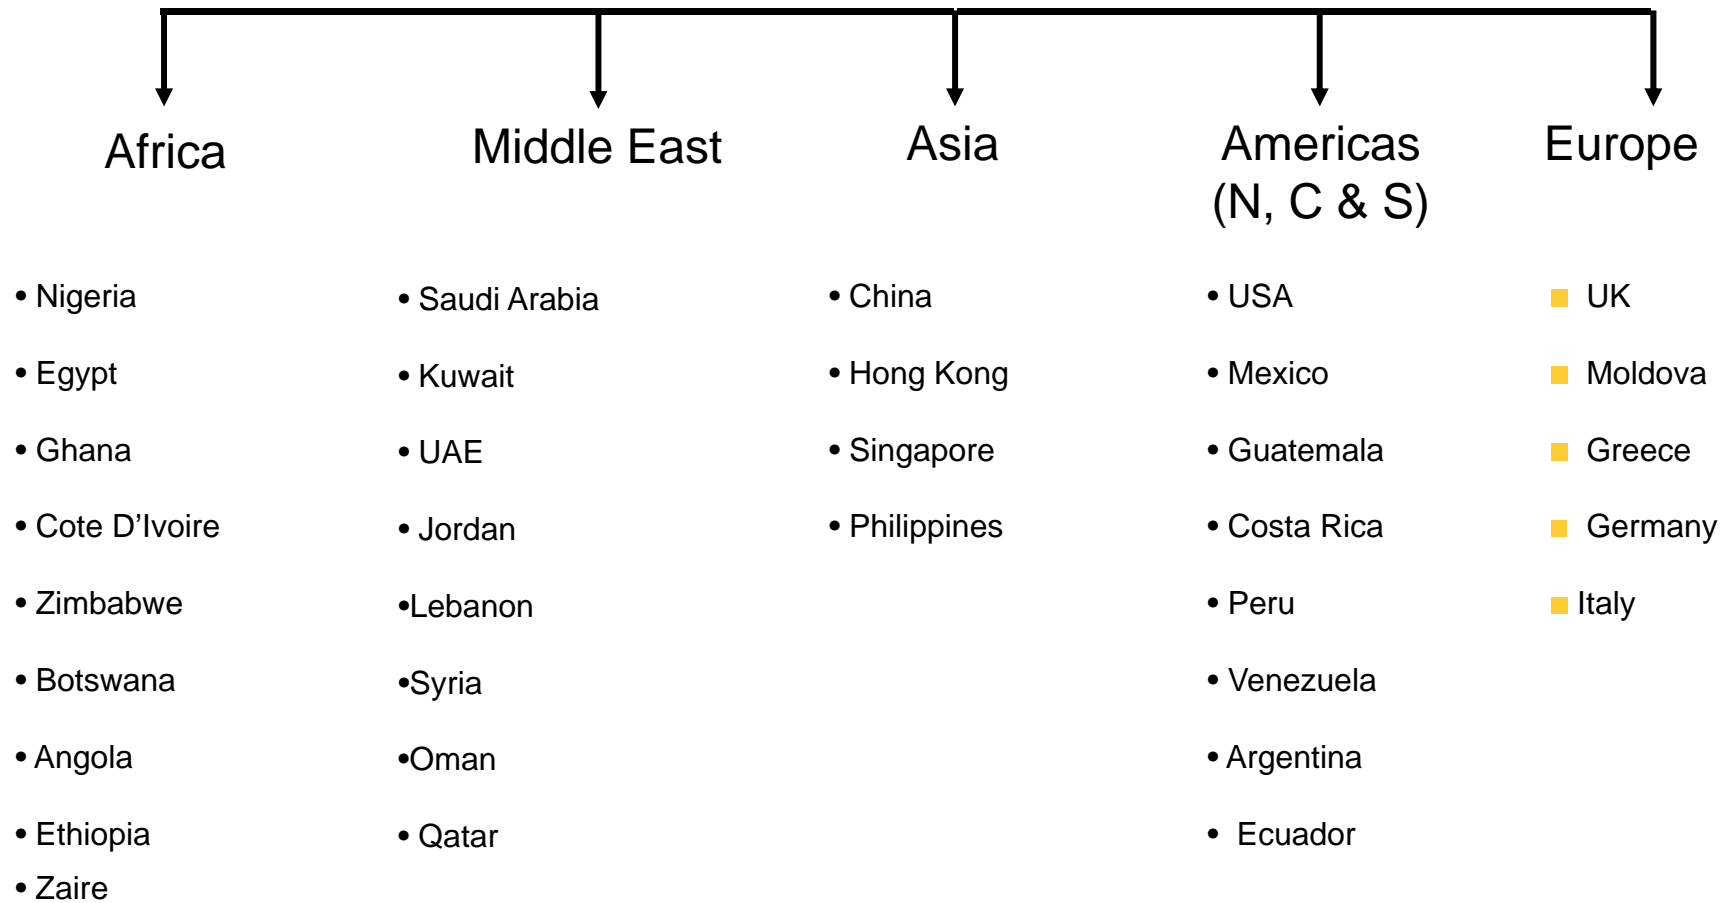 Africa
Middle East
Asia
Americas
(N, C & S)
Europe
• Nigeria
• Egypt
• Ghana
• Cote D’Ivoire
• Zimbabwe
• Botswana
• Angola
• Ethiopia
• Zaire
• Saudi Arabia
• Kuwait
• UAE
• Jordan
•Lebanon
•Syria
•Oman
• Qatar
• China
• Hong Kong
• Singapore
• Philippines
• USA
• Mexico
• Guatemala
• Costa Rica
• Peru
• Venezuela
• Argentina
• Ecuador
■ UK
■ Moldova
■ Greece
■ Germany
■ Italy